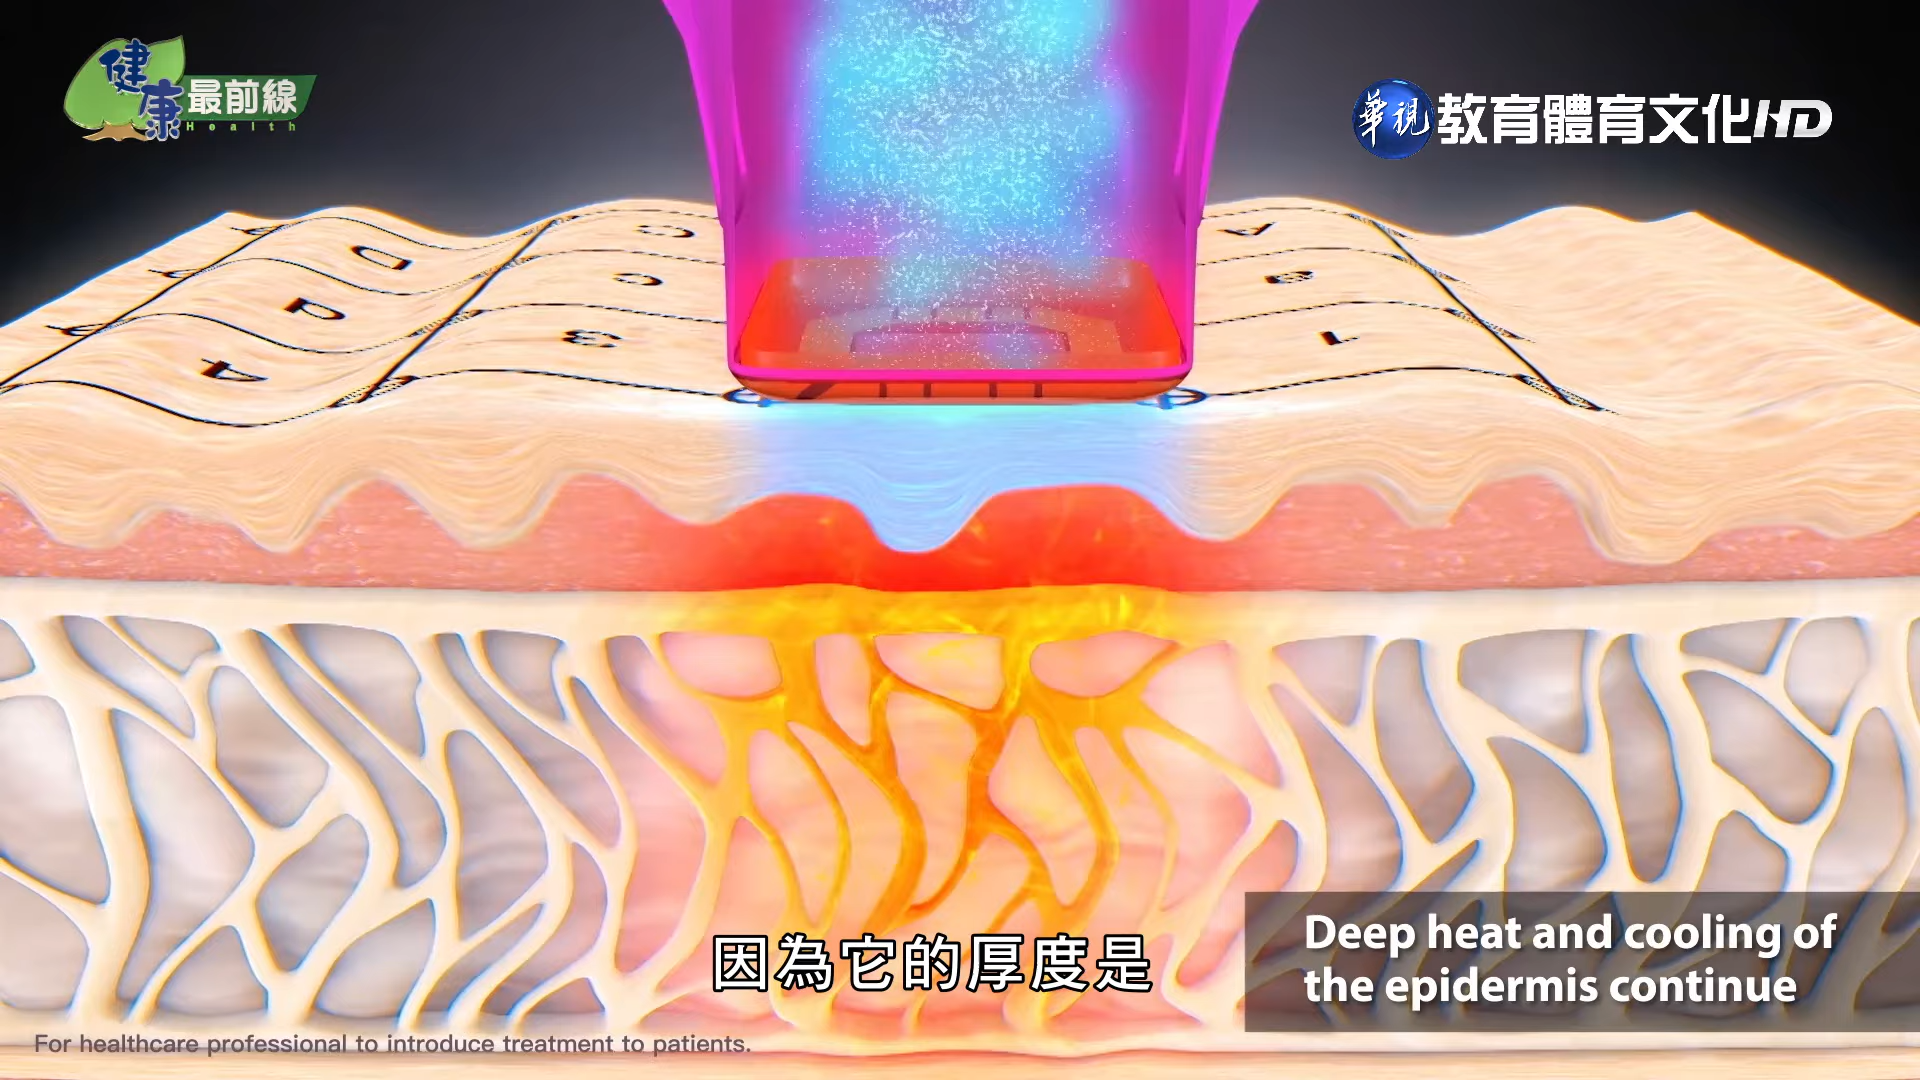 健康最前線
Health
華視 教育體育文化HD
D
C
A
P
C
B
A
3
1
因為它的厚度是
Deep heat and cooling of
the epidermis continue
For healthcare professional to introduce treatment to patients.